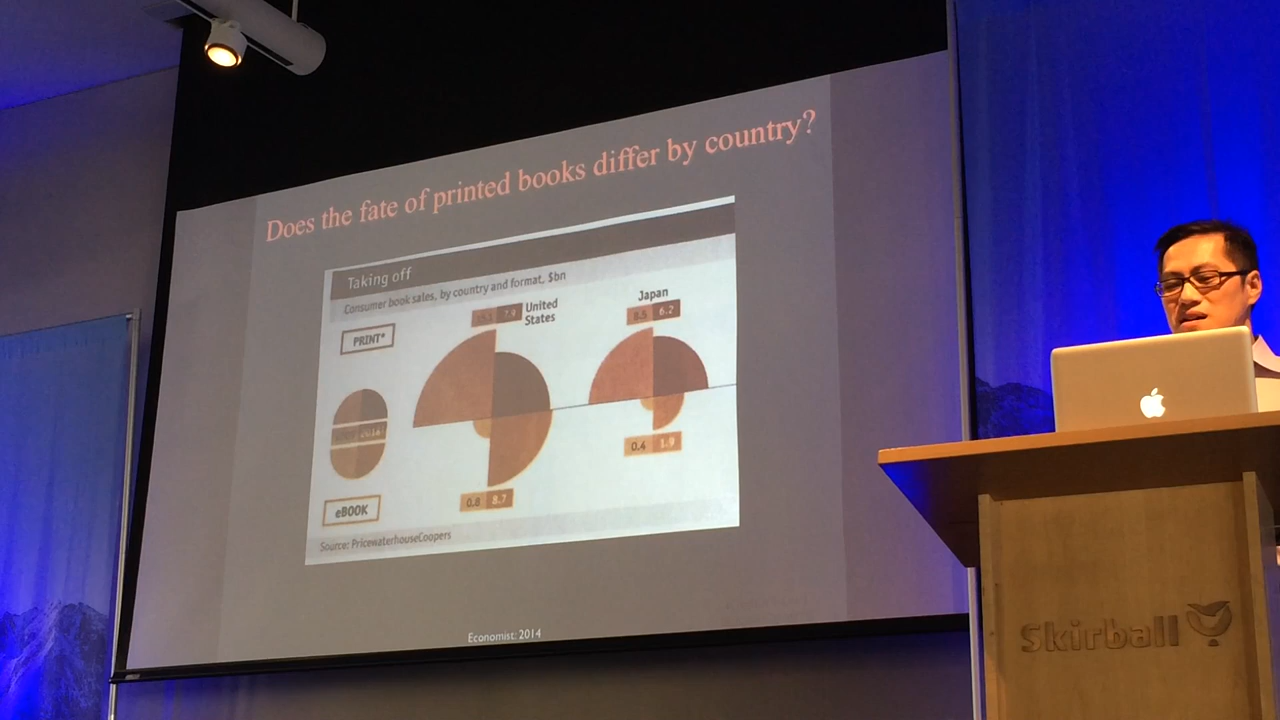 Does the fate of printed books differ by country?
Taking off
Consumer book sales, by country and format, $bn
PRINT*
7.9
United
States
Japan
8.5 6.2
0.4 1.9
0.8 8.7
eBOOK
Source: PricewaterhouseCoopers
Economist: 2014
Skirball